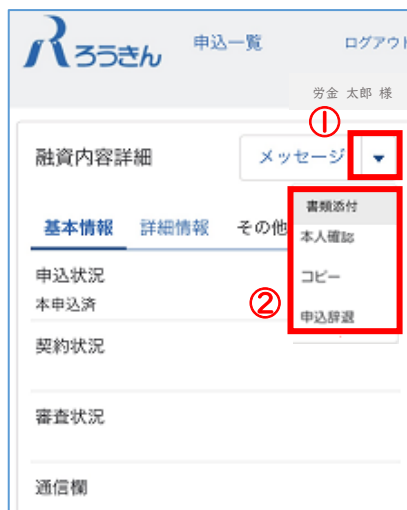 ろうきん 申込一覧 ログアウト
労金 太郎 様
①
融資内容詳細 メッセージ ▼
書類添付
基本情報 詳細情報 その他
本人確認
申込状況 コピー
本申込済
② 申込辞退
契約状況
審査状況
通信欄